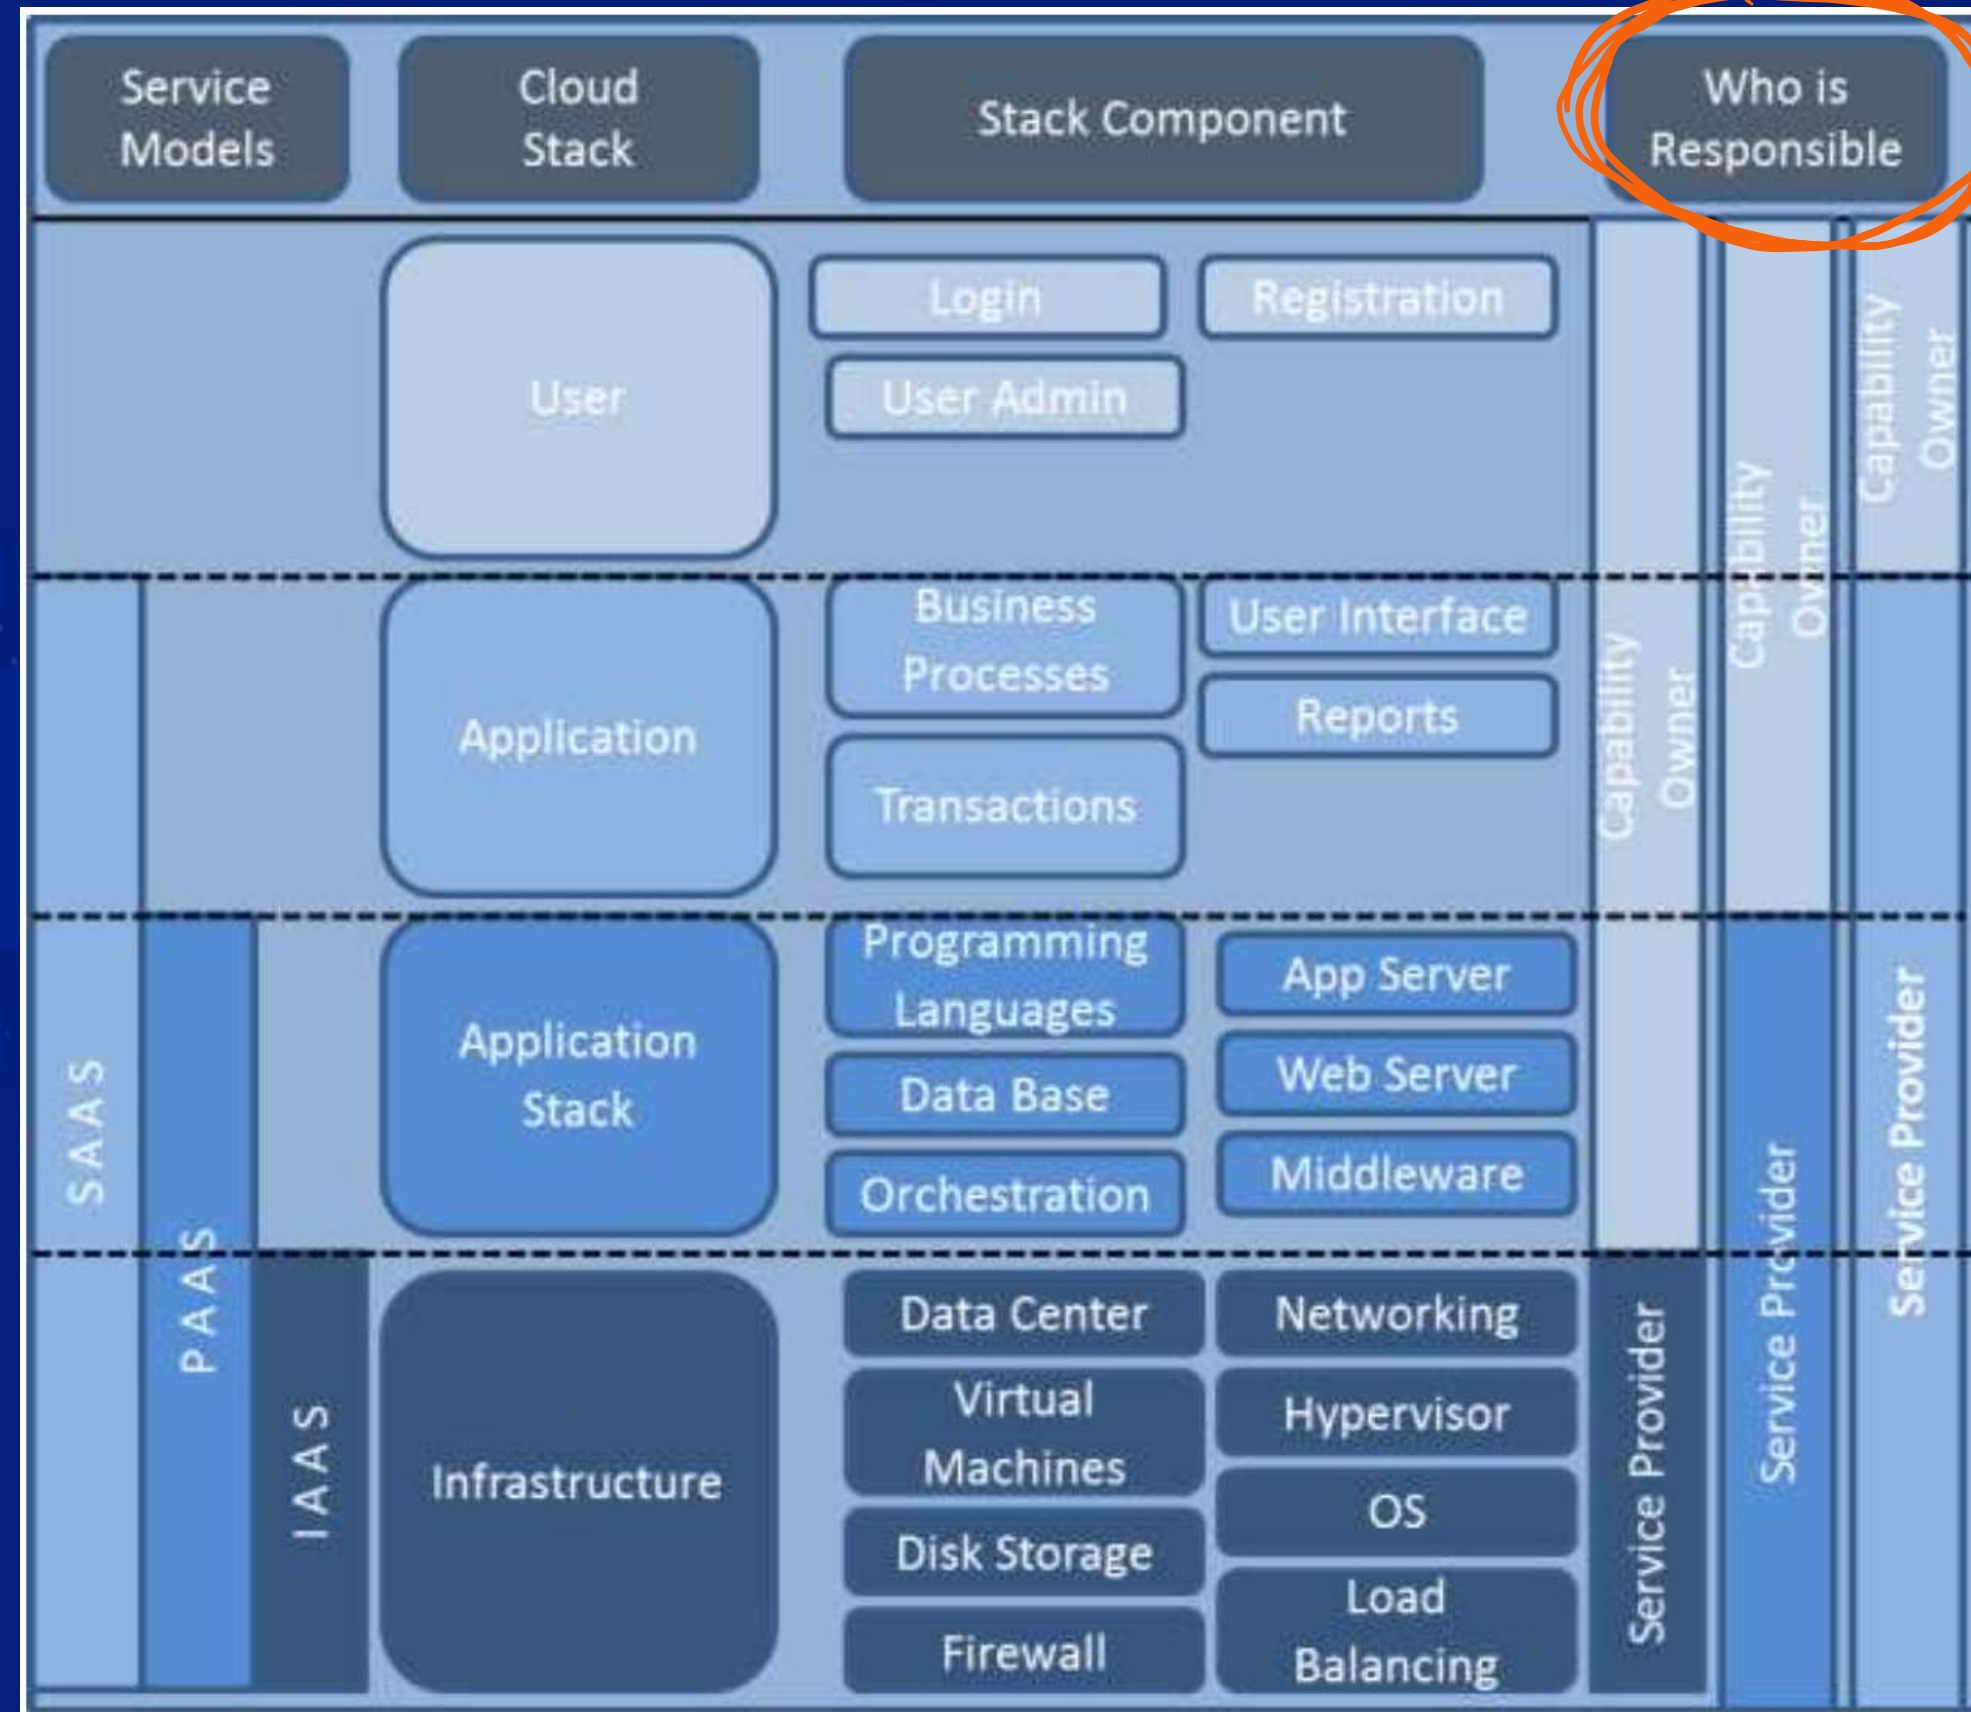 Service
Models
Cloud
Stack
Stack Component
Who is
Responsible
User
Login
Registration
User Admin
Capability
Owner
Capability
Owner
Capability
Owner
Application
Business
Processes
User Interface
Reports
Transactions
SAAS
PAAS
IAAS
Application
Stack
Programming
Languages
App Server
Data Base
Web Server
Orchestration
Middleware
Infrastructure
Data Center
Networking
Virtual
Machines
Hypervisor
OS
Disk Storage
Load
Balancing
Firewall
Service Provider
Service Provider
Service Provider